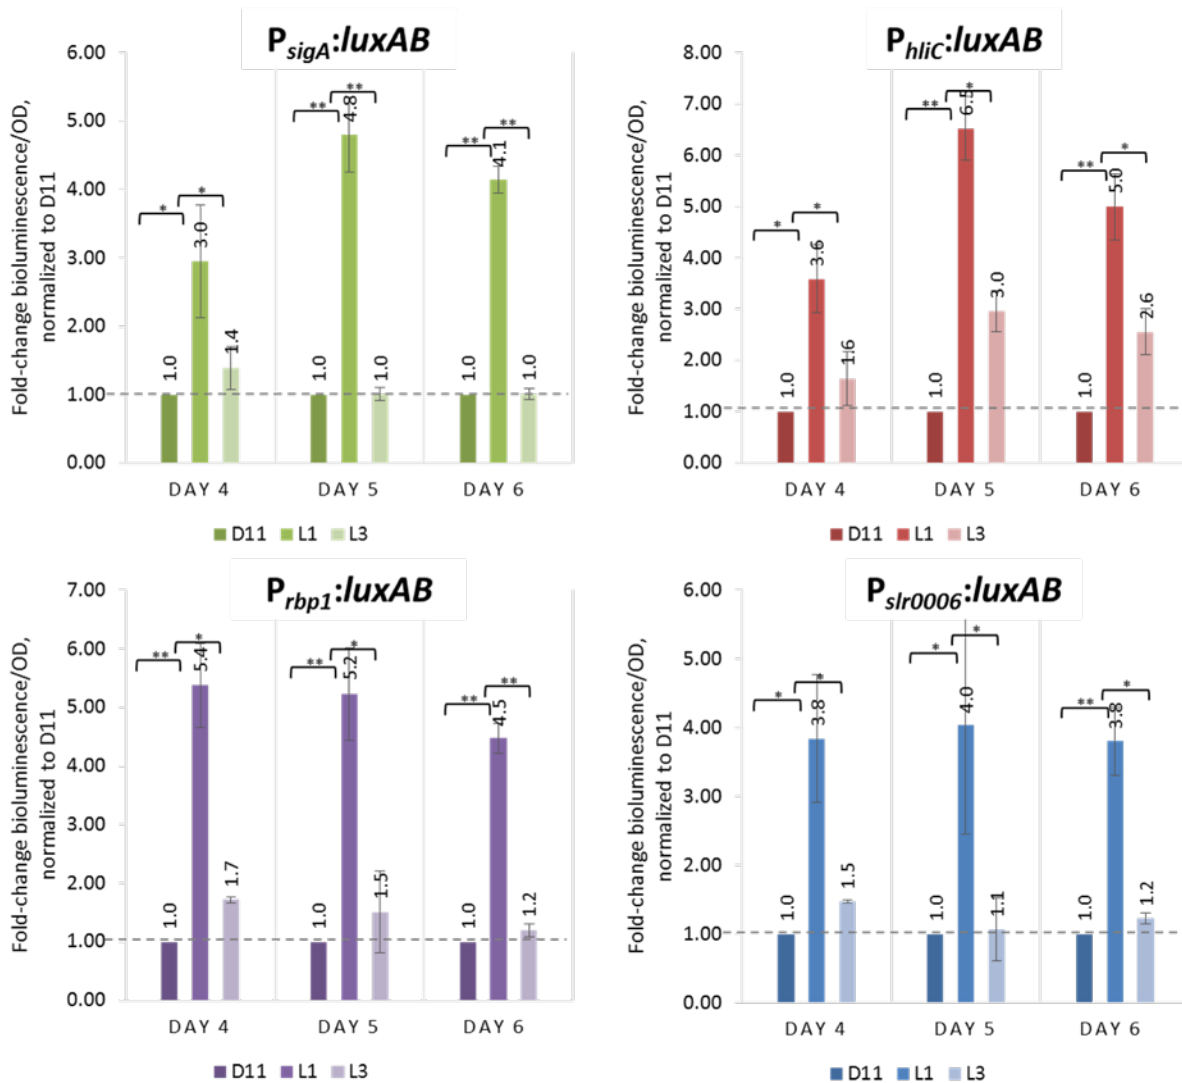 P_sigA:luxAB
Fold-change bioluminescence/OD,
normalized to D11
6.00
5.00
4.00
3.00
2.00
1.00
0.00
* * ** ** ** **
1.0 3.0 1.4 1.0 4.8 1.0 1.0 4.1 1.0
DAY 4 DAY 5 DAY 6
D11 L1 L3
P_hliC:luxAB
Fold-change bioluminescence/OD,
normalized to D11
8.00
7.00
6.00
5.00
4.00
3.00
2.00
1.00
0.00
* * ** * ** *
1.0 3.6 1.6 1.0 6.5 3.0 1.0 5.0 2.6
DAY 4 DAY 5 DAY 6
D11 L1 L3
P_rbp1:luxAB
Fold-change bioluminescence/OD,
normalized to D11
7.00
6.00
5.00
4.00
3.00
2.00
1.00
0.00
** * ** * ** **
1.0 5.4 1.7 1.0 5.2 1.5 1.0 4.5 1.2
DAY 4 DAY 5 DAY 6
D11 L1 L3
P_slr0006:luxAB
Fold-change bioluminescence/OD,
normalized to D11
6.00
5.00
4.00
3.00
2.00
1.00
0.00
* * * * ** *
1.0 3.8 1.5 1.0 4.0 1.1 1.0 3.8 1.2
DAY 4 DAY 5 DAY 6
D11 L1 L3